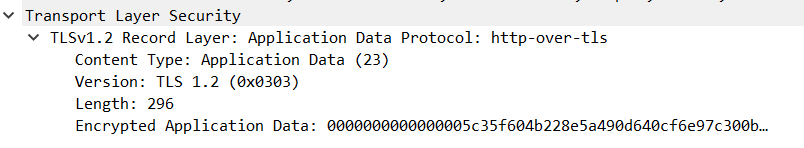 Transport Layer Security
TLSv1.2 Record Layer: Application Data Protocol: http-over-tls
Content Type: Application Data (23)
Version: TLS 1.2 (0x0303)
Length: 296
Encrypted Application Data: 0000000000000005c35f604b228e5a490d640cf6e97c300b…